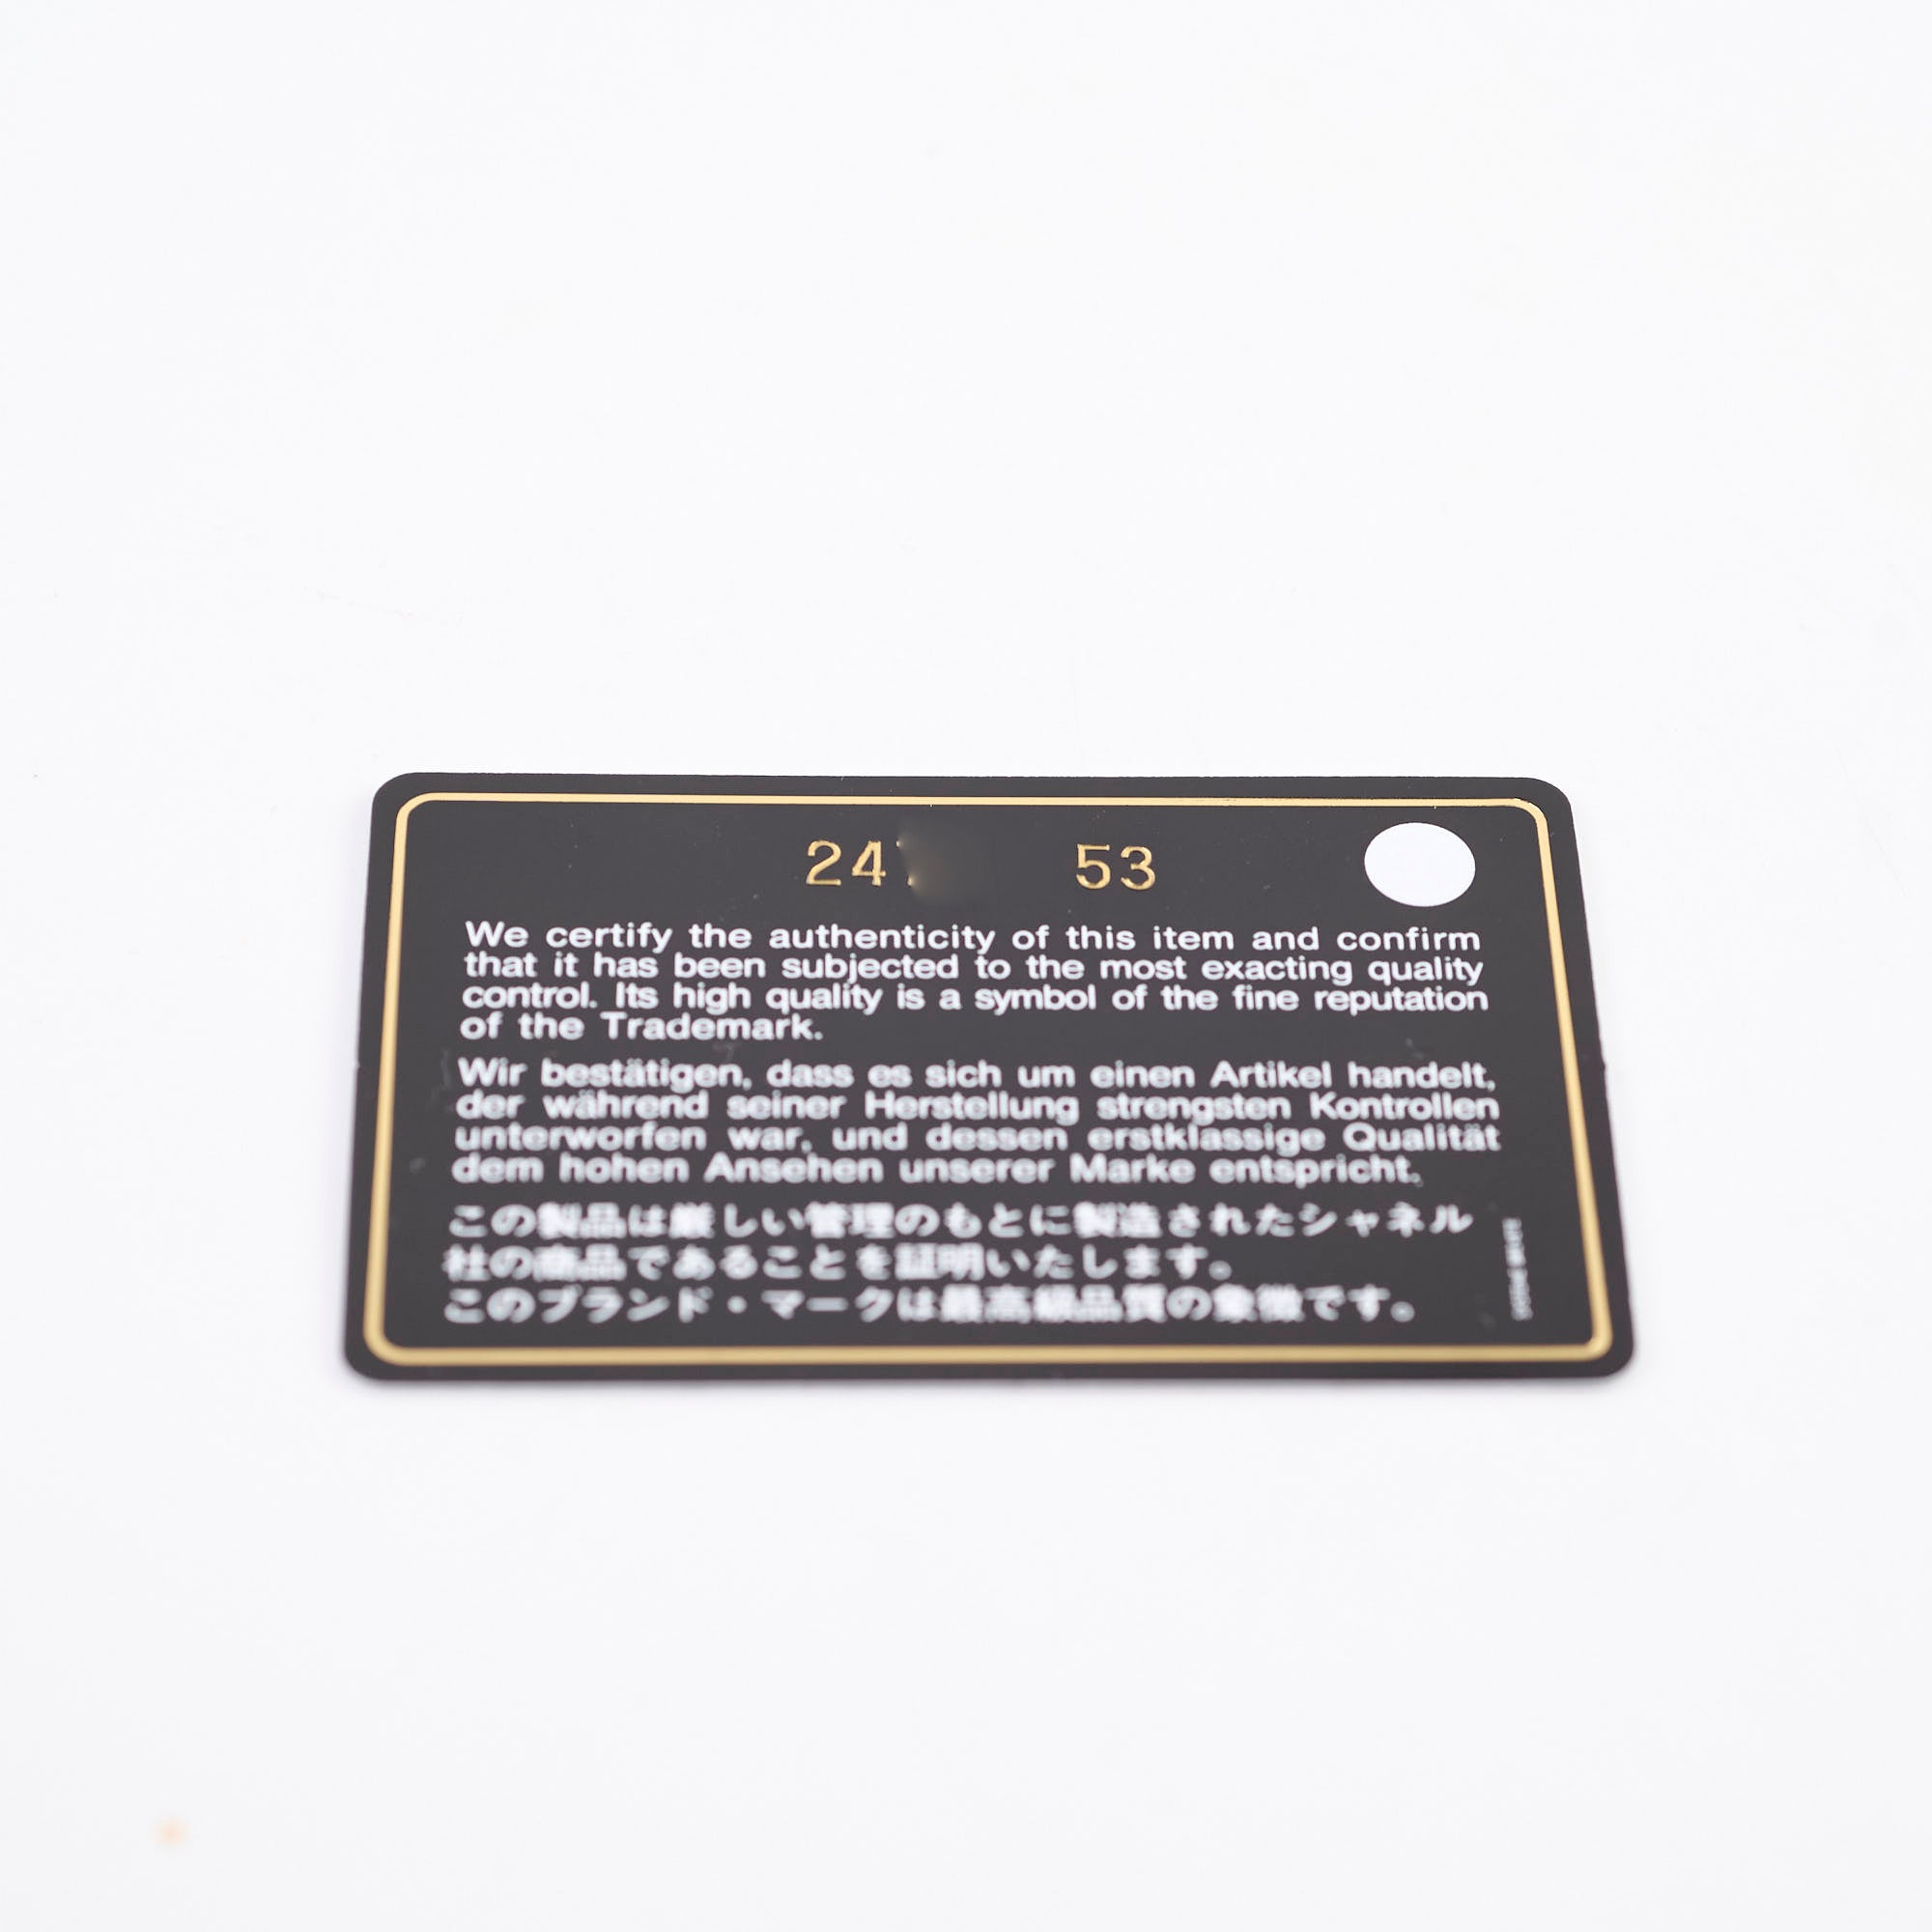 24 53
We certify the authenticity of this item and confirm
that it has been subjected to the most exacting quality
control. Its high quality is a symbol of the fine reputation
of the Trademark.
Wir bestätigen, dass es sich um einen Artikel handelt,
der während seiner Herstellung strengsten Kontrollen
unterworfen war, und dessen erstklassige Qualität
dem hohen Ansehen unserer Marke entspricht.
この製品は厳しい管理のもとに製造されたシャネル
社の商品であることを証明いたします。
このブランド・マークは最高級品質の象徴です。